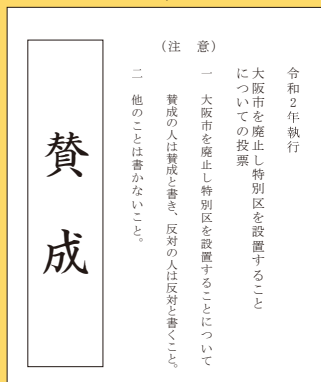 令和2年執行
大阪市を廃止し特別区を設置すること
についての投票
(注　意)
一　大阪市を廃止し特別区を設置することについて
賛成の人は賛成と書き、反対の人は反対と書くこと。
二　他のことは書かないこと。
賛成